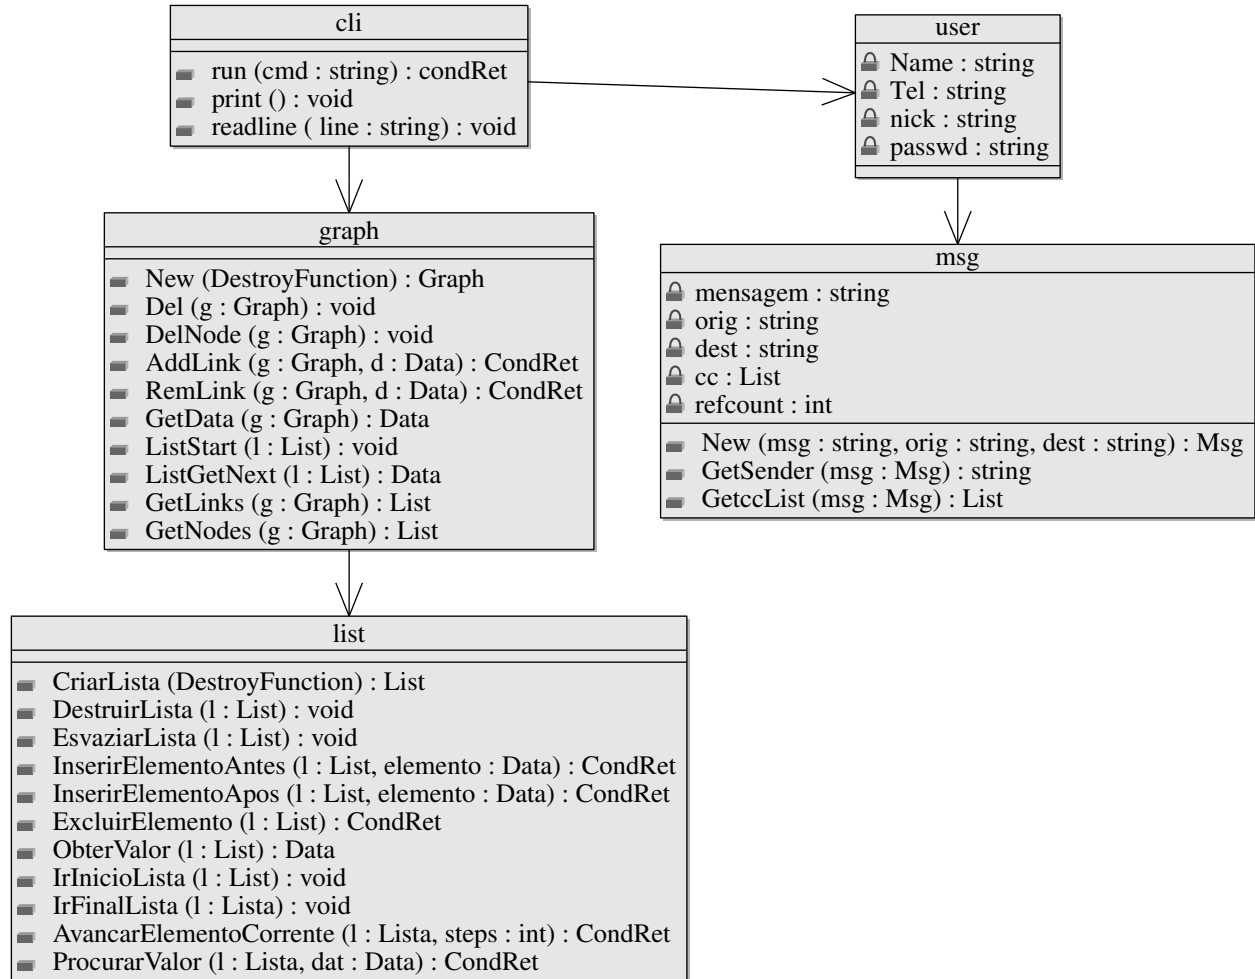 cli
run (cmd : string) : condRet
print () : void
readline ( line : string) : void
user
Name : string
Tel : string
nick : string
passwd : string
graph
New (DestroyFunction) : Graph
Del (g : Graph) : void
DelNode (g : Graph) : void
AddLink (g : Graph, d : Data) : CondRet
RemLink (g : Graph, d : Data) : CondRet
GetData (g : Graph) : Data
ListStart (l : List) : void
ListGetNext (l : List) : Data
GetLinks (g : Graph) : List
GetNodes (g : Graph) : List
msg
mensagem : string
orig : string
dest : string
cc : List
refcount : int
New (msg : string, orig : string, dest : string) : Msg
GetSender (msg : Msg) : string
GetccList (msg : Msg) : List
list
CriarLista (DestroyFunction) : List
DestruirLista (l : List) : void
EsvaziarLista (l : List) : void
InserirElementoAntes (l : List, elemento : Data) : CondRet
InserirElementoApos (l : List, elemento : Data) : CondRet
ExcluirElemento (l : List) : CondRet
ObterValor (l : List) : Data
IrInicioLista (l : List) : void
IrFinalLista (l : Lista) : void
AvancarElementoCorrente (l : Lista, steps : int) : CondRet
ProcurarValor (l : Lista, dat : Data) : CondRet